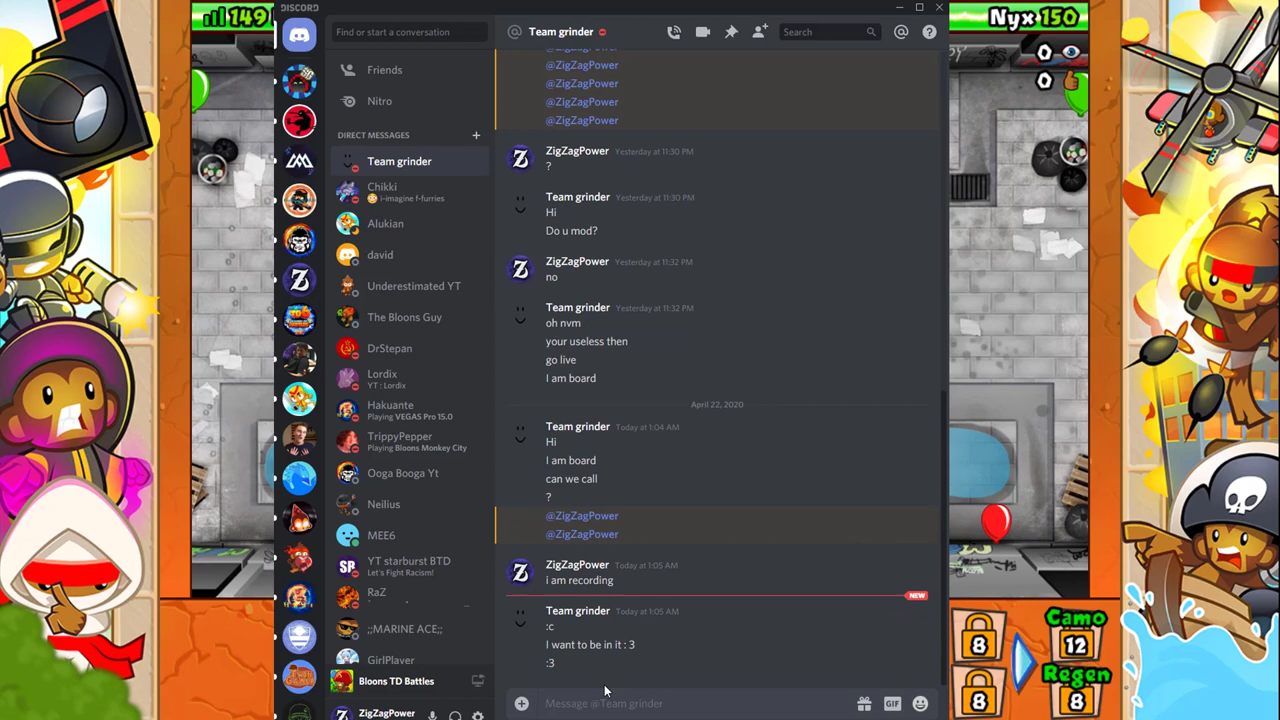 DISCORD
149
Nyx 150
0
0
Find or start a conversation
Friends
Nitro
DIRECT MESSAGES
Team grinder
Chikki
i-imagine f-furries
Alukian
david
Underestimated YT
The Bloons Guy
DrStepan
Lordix
YT : Lordix
Hakuante
Playing VEGAS Pro 15.0
TrippyPepper
Playing Bloons Monkey City
Ooga Booga Yt
Neilius
MEE6
YT starburst BTD
Let's Fight Racism!
RaZ
;;MARINE ACE;;
GirlPlayer
Bloons TD Battles
ZigZagPower
@ Team grinder
Search
@ZigZagPower
@ZigZagPower
@ZigZagPower
@ZigZagPower
@ZigZagPower
ZigZagPower Yesterday at 11:30 PM
?
Team grinder Yesterday at 11:30 PM
Hi
Do u mod?
ZigZagPower Yesterday at 11:32 PM
no
Team grinder Yesterday at 11:32 PM
oh nvm
your useless then
go live
I am board
April 22, 2020
Team grinder Today at 1:04 AM
Hi
I am board
can we call
?
@ZigZagPower
@ZigZagPower
ZigZagPower Today at 1:05 AM
i am recording
NEW
Team grinder Today at 1:05 AM
:c
I want to be in it : 3
:3
Message @Team grinder
GIF
Camo
8
12
Regen
8
8